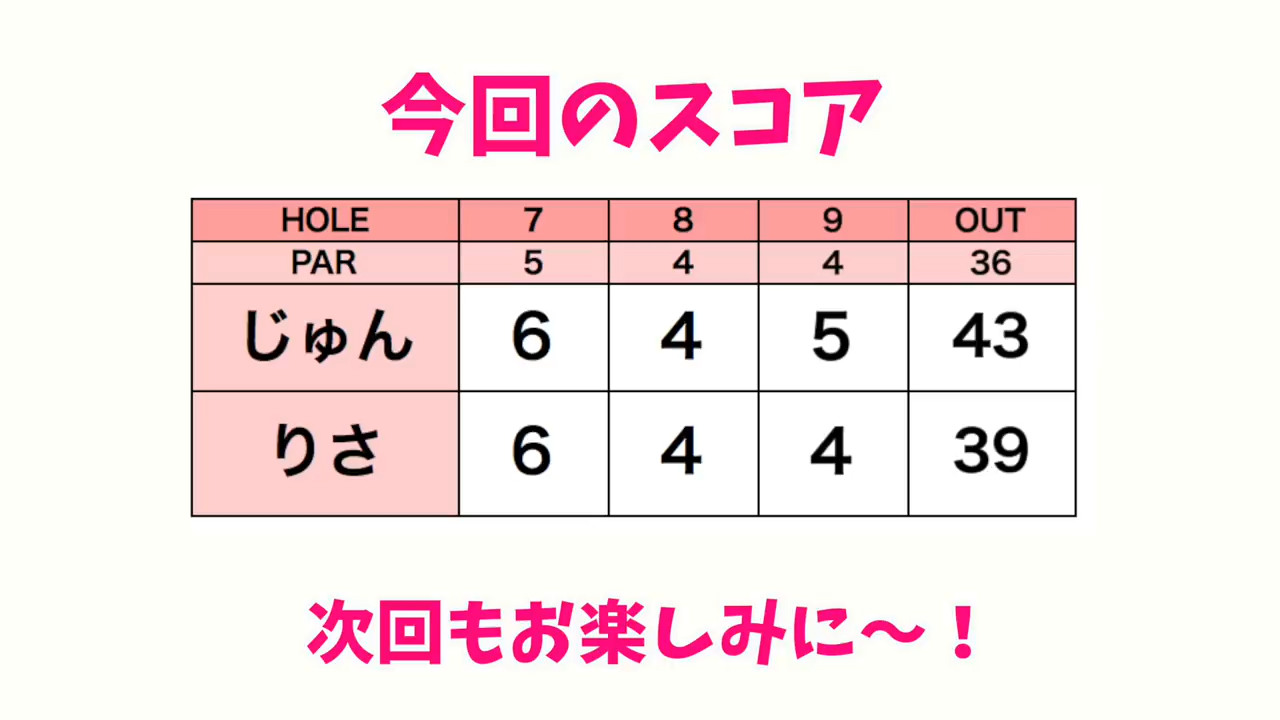 今回のスコア
HOLE 7 8 9 OUT
PAR 5 4 4 36
じゅん 6 4 5 43
りさ 6 4 4 39
次回もお楽しみに〜！